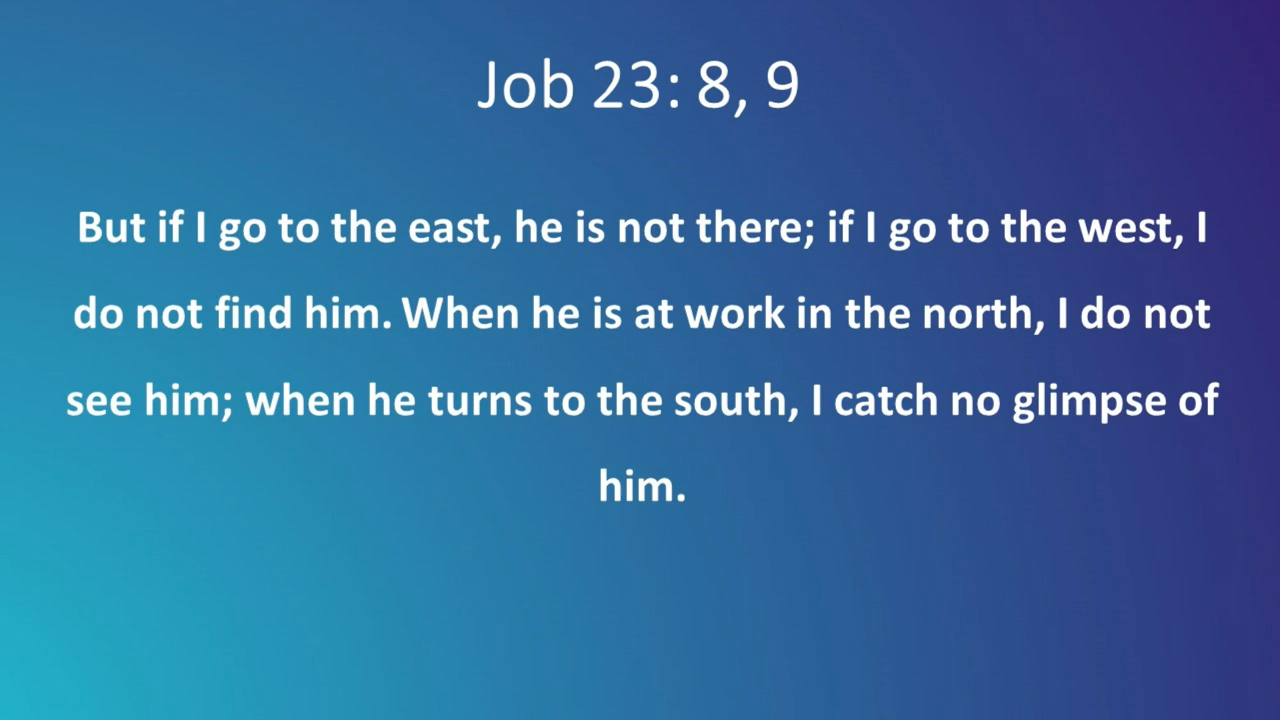 Job 23: 8, 9
But if I go to the east, he is not there; if I go to the west, I
do not find him. When he is at work in the north, I do not
see him; when he turns to the south, I catch no glimpse of
him.